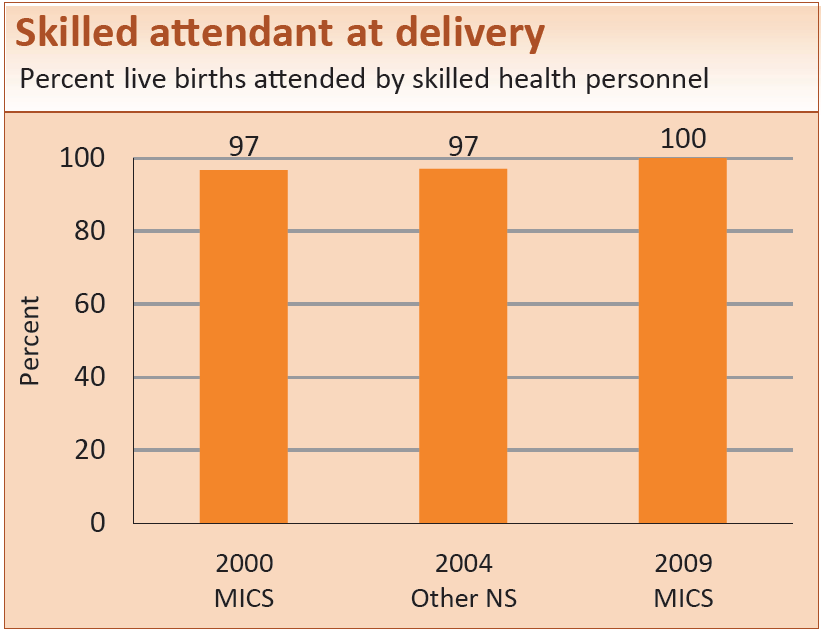 Skilled attendant at delivery
Percent live births attended by skilled health personnel
97 97 100
100
80
60
40
20
0
Percent
2000 2004 2009
MICS Other NS MICS